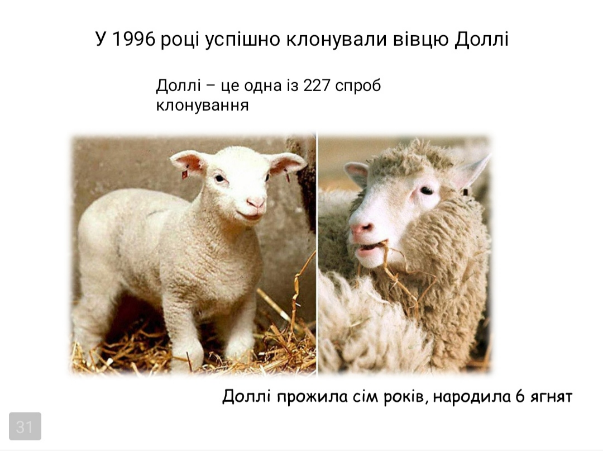 У 1996 році успішно клонували вівцю Доллі
Доллі – це одна із 227 спроб
клонування
Доллі прожила сім років, народила 6 ягнят
31